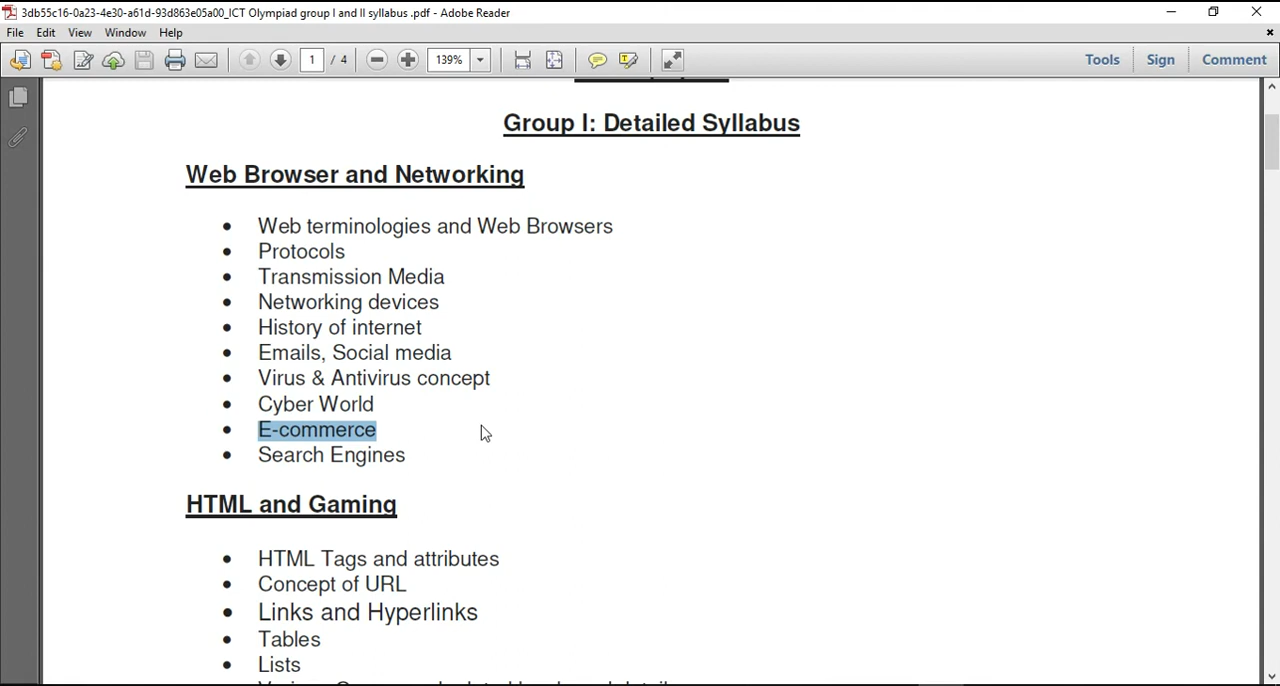 3db55c16-0a23-4e30-a61d-93d863e05a00_ICT Olympiad group I and II syllabus .pdf - Adobe Reader
File Edit View Window Help
1 / 4 139% Tools Sign Comment
Group I: Detailed Syllabus
Web Browser and Networking
• Web terminologies and Web Browsers
• Protocols
• Transmission Media
• Networking devices
• History of internet
• Emails, Social media
• Virus & Antivirus concept
• Cyber World
• E-commerce
• Search Engines
HTML and Gaming
• HTML Tags and attributes
• Concept of URL
• Links and Hyperlinks
• Tables
• Lists